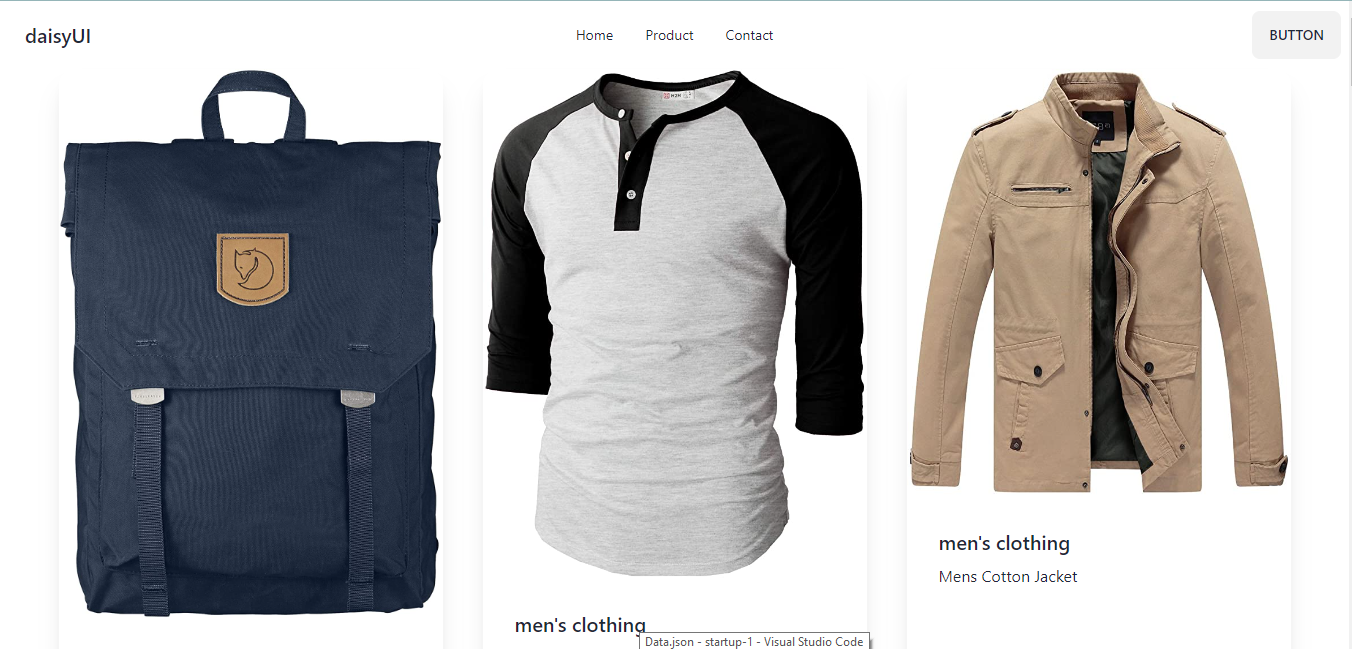 daisyUI
Home
Product
Contact
BUTTON
H2H
men's clothing
Mens Cotton Jacket
men's clothing
Data.json - startup-1 - Visual Studio Code